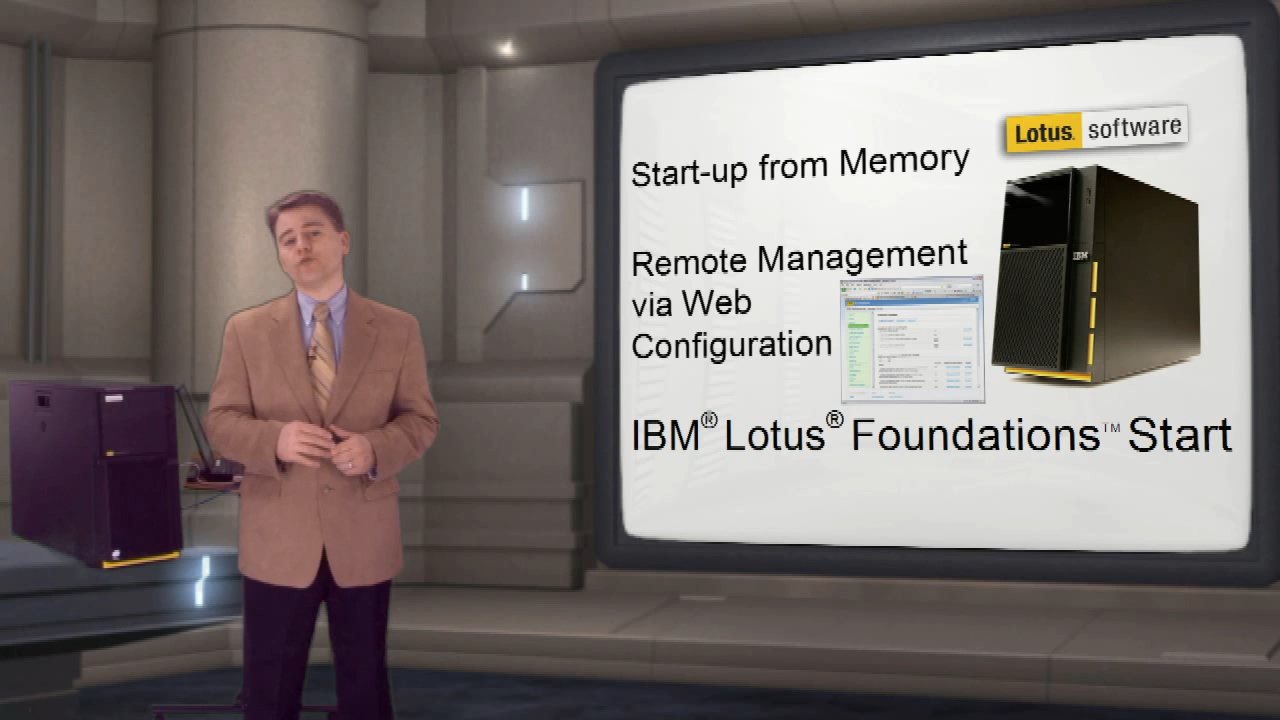 Lotus. software
Start-up from Memory
Remote Management
via Web
Configuration
IBM
IBM® Lotus® Foundations™ Start